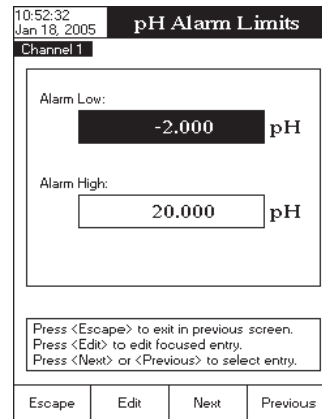 10:52:32
Jan 18, 2005
pH Alarm Limits
Channel 1
Alarm Low:
-2.000 pH
Alarm High:
20.000 pH
Press <Escape> to exit in previous screen.
Press <Edit> to edit focused entry.
Press <Next> or <Previous> to select entry.
Escape Edit Next Previous